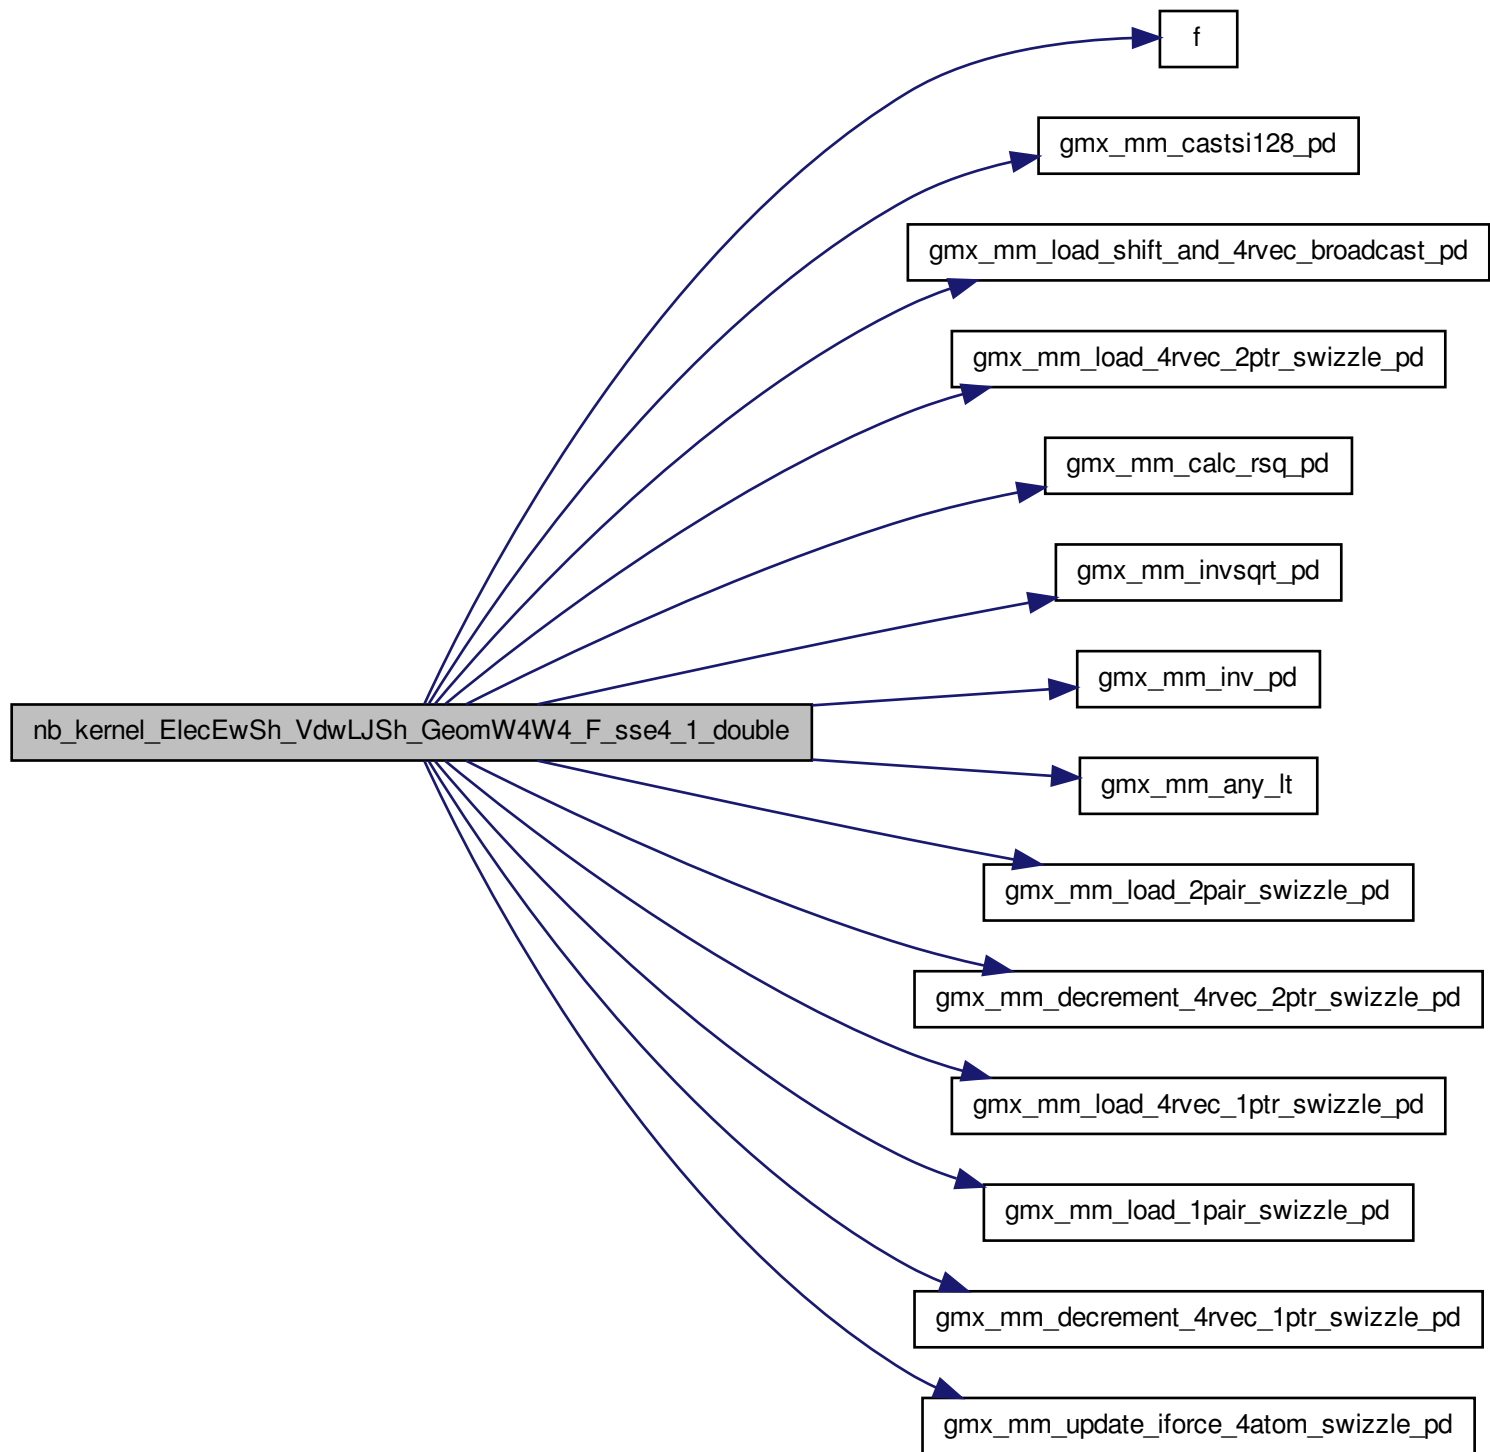 f
gmx_mm_castsi128_pd
gmx_mm_load_shift_and_4rvec_broadcast_pd
gmx_mm_load_4rvec_2ptr_swizzle_pd
gmx_mm_calc_rsq_pd
gmx_mm_invsqrt_pd
gmx_mm_inv_pd
nb_kernel_ElecEwSh_VdwLJSh_GeomW4W4_F_sse4_1_double
gmx_mm_any_lt
gmx_mm_load_2pair_swizzle_pd
gmx_mm_decrement_4rvec_2ptr_swizzle_pd
gmx_mm_load_4rvec_1ptr_swizzle_pd
gmx_mm_load_1pair_swizzle_pd
gmx_mm_decrement_4rvec_1ptr_swizzle_pd
gmx_mm_update_iforce_4atom_swizzle_pd